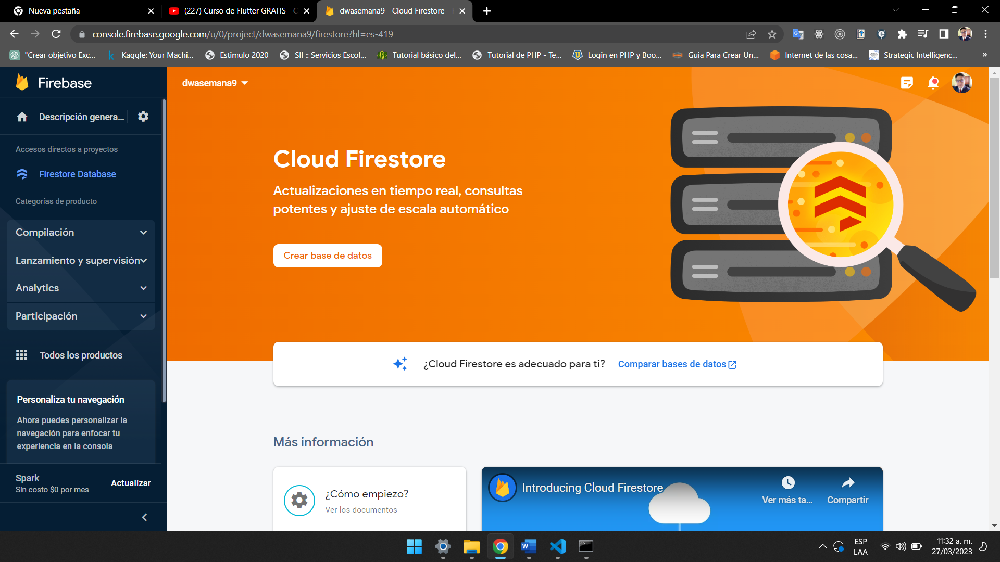 Nueva pestaña
(227) Curso de Flutter GRATIS - C
dwasemana9 - Cloud Firestore -
console.firebase.google.com/u/0/project/dwasemana9/firestore?hl=es-419
"Crear objetivo Exc...
Kaggle: Your Machi...
Estimulo 2020
SII :: Servicios Escol...
Tutorial básico del...
Tutorial de PHP - Te...
Login en PHP y Boo...
Guia Para Crear Un...
Internet de las cosa...
Strategic Intelligenc...
»
Firebase
Descripción genera...
Accesos directos a proyectos
Firestore Database
Categorías de producto
Compilación
Lanzamiento y supervisión
Analytics
Participación
Todos los productos
Personaliza tu navegación
Ahora puedes personalizar la
navegación para enfocar tu
experiencia en la consola
Spark
Sin costo $0 por mes
Actualizar
dwasemana9
Cloud Firestore
Actualizaciones en tiempo real, consultas
potentes y ajuste de escala automático
Crear base de datos
¿Cloud Firestore es adecuado para ti?
Comparar bases de datos
Más información
¿Cómo empiezo?
Ver los documentos
Introducing Cloud Firestore
Ver más ta...
Compartir
ESP
LAA
11:32 a. m.
27/03/2023